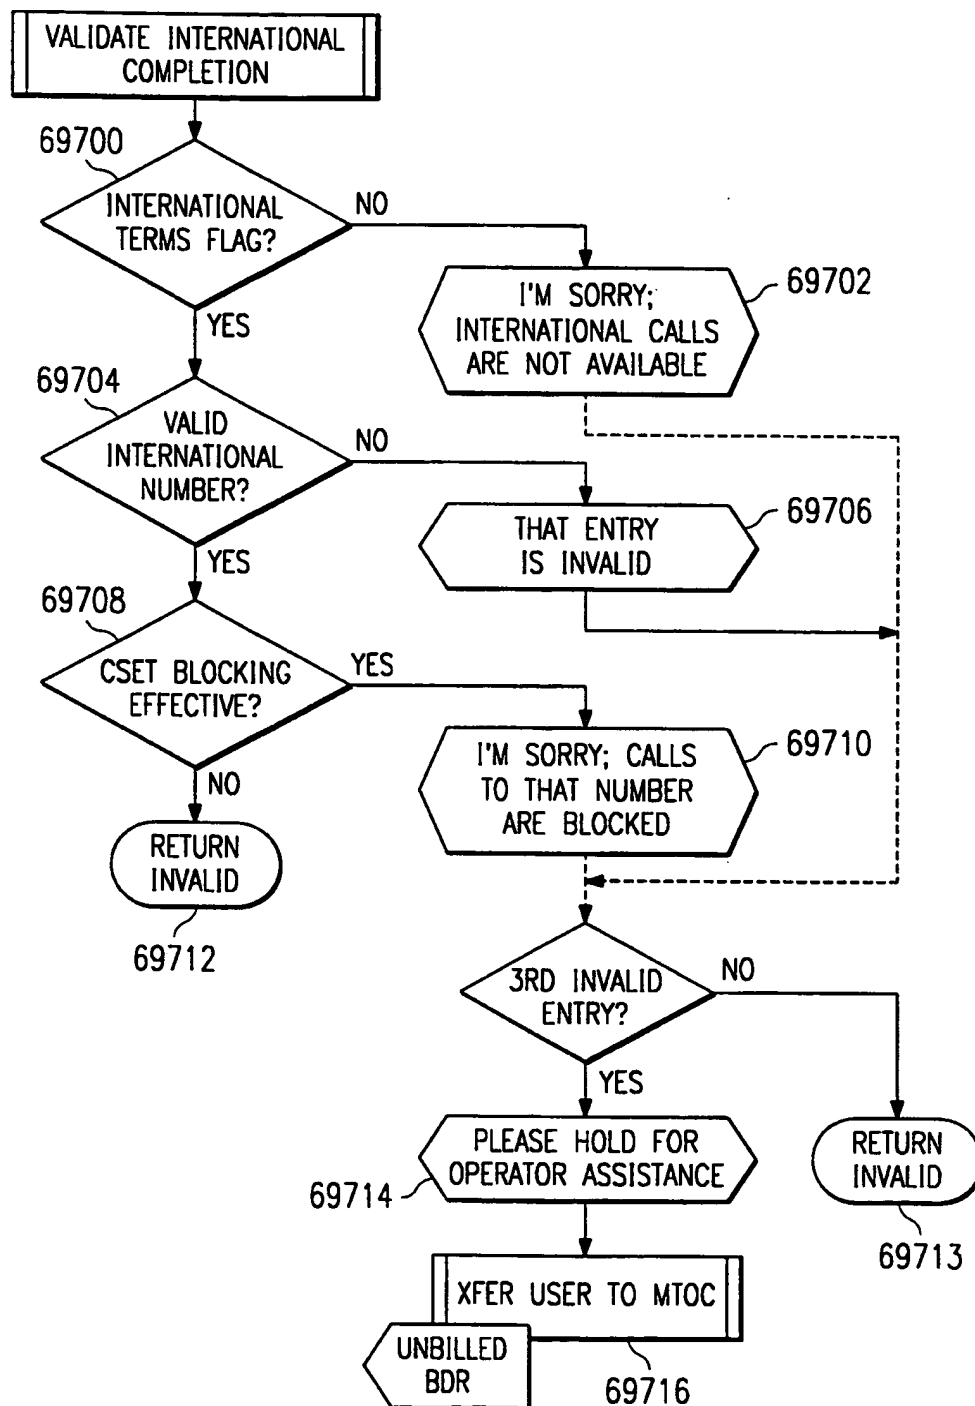 VALIDATE INTERNATIONAL
COMPLETION
69700
INTERNATIONAL
TERMS FLAG?
NO
YES
I'M SORRY;
INTERNATIONAL CALLS
ARE NOT AVAILABLE
69702
69704
VALID
INTERNATIONAL
NUMBER?
NO
YES
THAT ENTRY
IS INVALID
69706
69708
CSET BLOCKING
EFFECTIVE?
YES
NO
I'M SORRY; CALLS
TO THAT NUMBER
ARE BLOCKED
69710
RETURN
INVALID
69712
3RD INVALID
ENTRY?
NO
YES
PLEASE HOLD FOR
OPERATOR ASSISTANCE
69714
RETURN
INVALID
69713
XFER USER TO MTOC
UNBILLED
BDR
69716